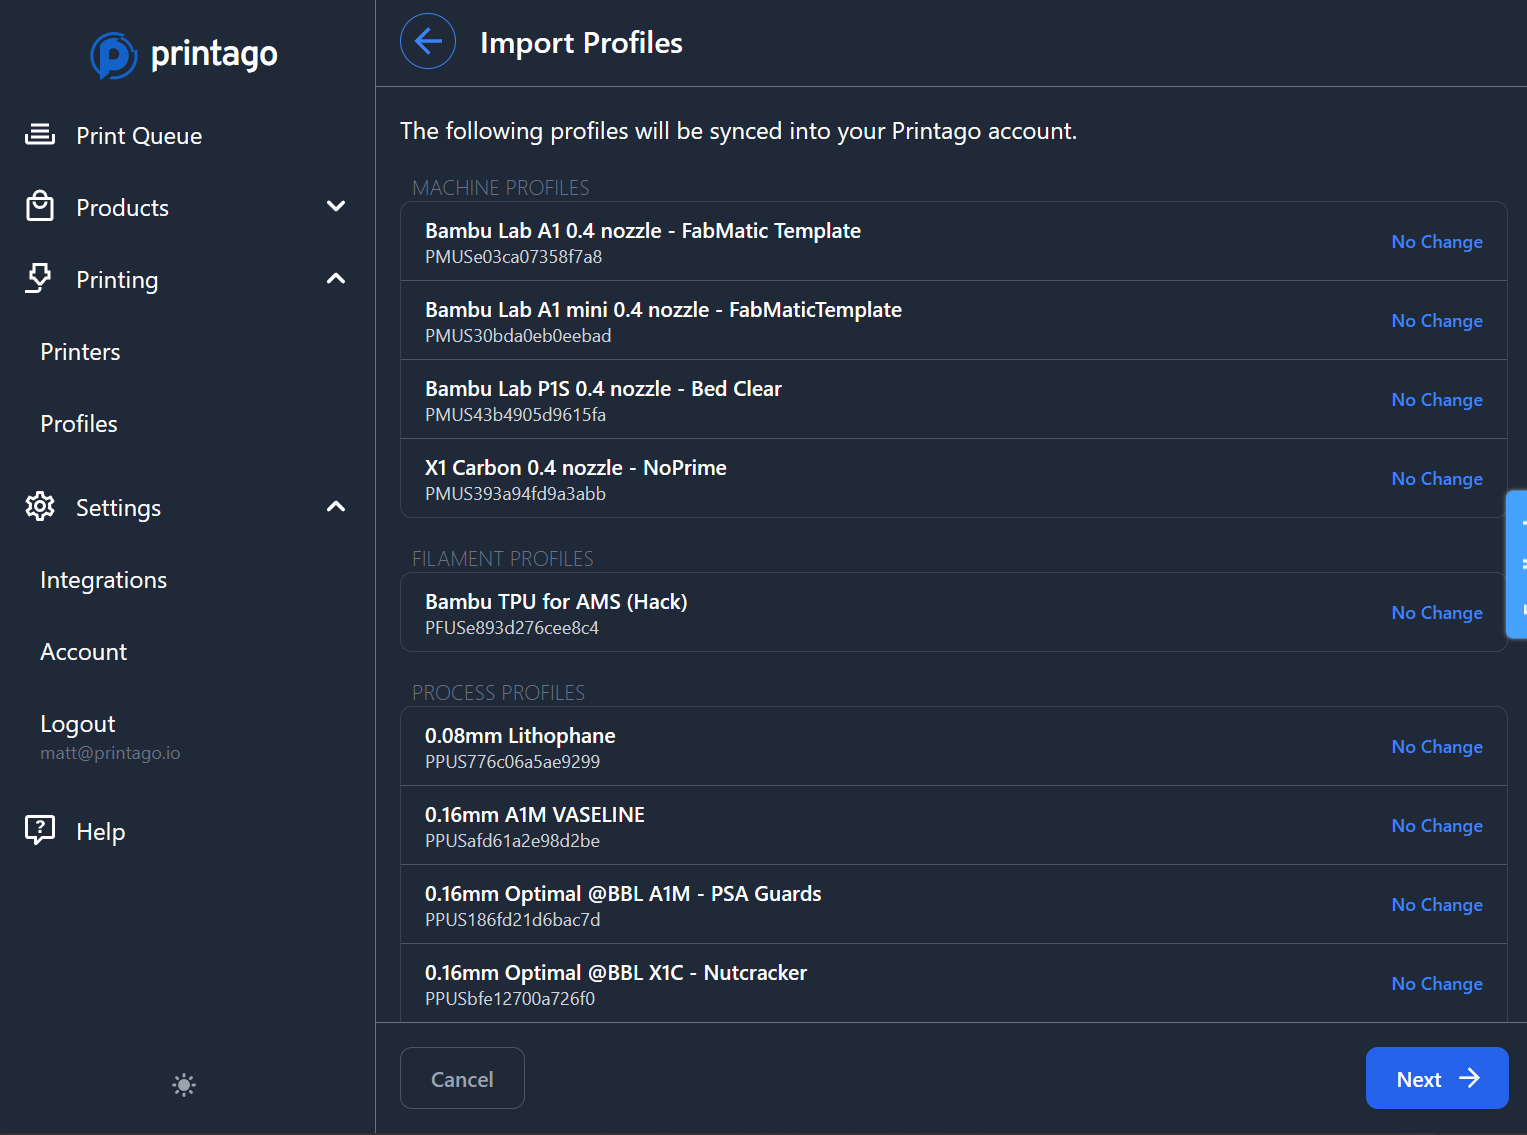 printago
Print Queue
Products
Printing
Printers
Profiles
Settings
Integrations
Account
Logout
matt@printago.io
Help
Import Profiles
The following profiles will be synced into your Printago account.
MACHINE PROFILES
Bambu Lab A1 0.4 nozzle - FabMatic Template
PMUSe03ca07358f7a8
No Change
Bambu Lab A1 mini 0.4 nozzle - FabMaticTemplate
PMUS30bda0eb0eebad
No Change
Bambu Lab P1S 0.4 nozzle - Bed Clear
PMUS43b4905d9615fa
No Change
X1 Carbon 0.4 nozzle - NoPrime
PMUS393a94fd9a3abb
No Change
FILAMENT PROFILES
Bambu TPU for AMS (Hack)
PFUSe893d276cee8c4
No Change
PROCESS PROFILES
0.08mm Lithophane
PPUS776c06a5ae9299
No Change
0.16mm A1M VASELINE
PPUSafd61a2e98d2be
No Change
0.16mm Optimal @BBL A1M - PSA Guards
PPUS186fd21d6bac7d
No Change
0.16mm Optimal @BBL X1C - Nutcracker
PPUSbfe12700a726f0
No Change
Cancel
Next